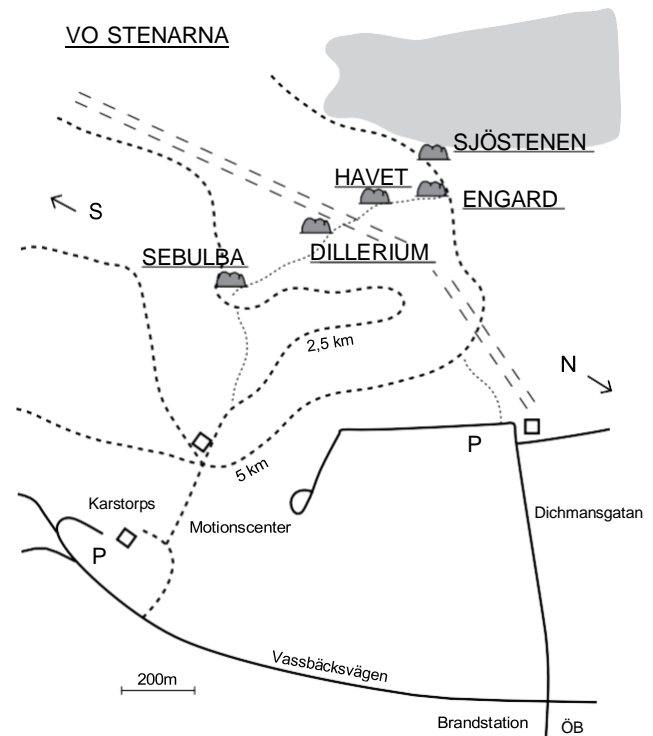 VO STENARNA
SJÖSTENEN
HAVET
ENGARD
S
SEBULBA
DILLERIUM
2,5 km
N
P
5 km
Karstorps
Motionscenter
Dichmansgatan
P
Vassbäcksvägen
200m
Brandstation
ÖB